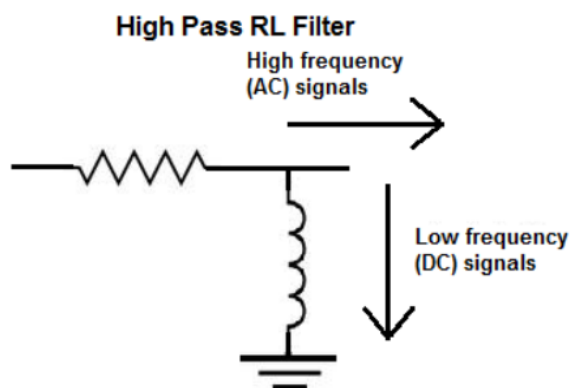 High Pass RL Filter
High frequency
(AC) signals
Low frequency
(DC) signals